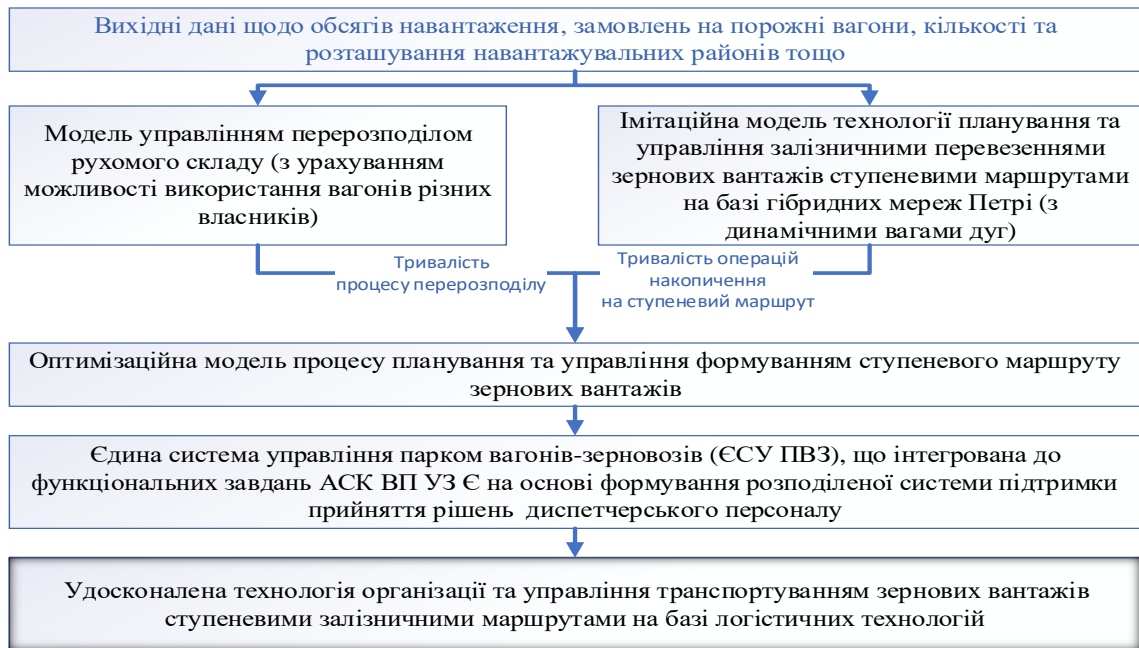 Вихідні дані щодо обсягів навантаження, замовлень на порожні вагони, кількості та
розташування навантажувальних районів тощо
Модель управлінням перерозподілом
рухомого складу (з урахуванням
можливості використання вагонів різних
власників)
Імітаційна модель технології планування та
управління залізничними перевезеннями
зернових вантажів ступеневими маршрутами
на базі гібридних мереж Петрі (з
динамічними вагами дуг)
Тривалість
процесу перерозподілу
Тривалість операцій
накопичення
на ступеневий маршрут
Оптимізаційна модель процесу планування та управління формуванням ступеневого маршруту
зернових вантажів
Єдина система управління парком вагонів-зерновозів (ЄСУ ПВЗ), що інтегрована до
функціональних завдань АСК ВП УЗ Є на основі формування розподіленої системи підтримки
прийняття рішень диспетчерського персоналу
Удосконалена технологія організації та управління транспортуванням зернових вантажів
ступеневими залізничними маршрутами на базі логістичних технологій